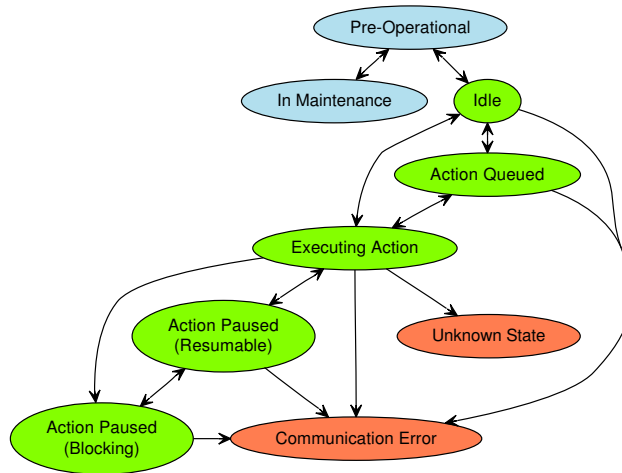 Pre-Operational
In Maintenance
Idle
Action Queued
Executing Action
Action Paused
(Resumable)
Unknown State
Action Paused
(Blocking)
Communication Error